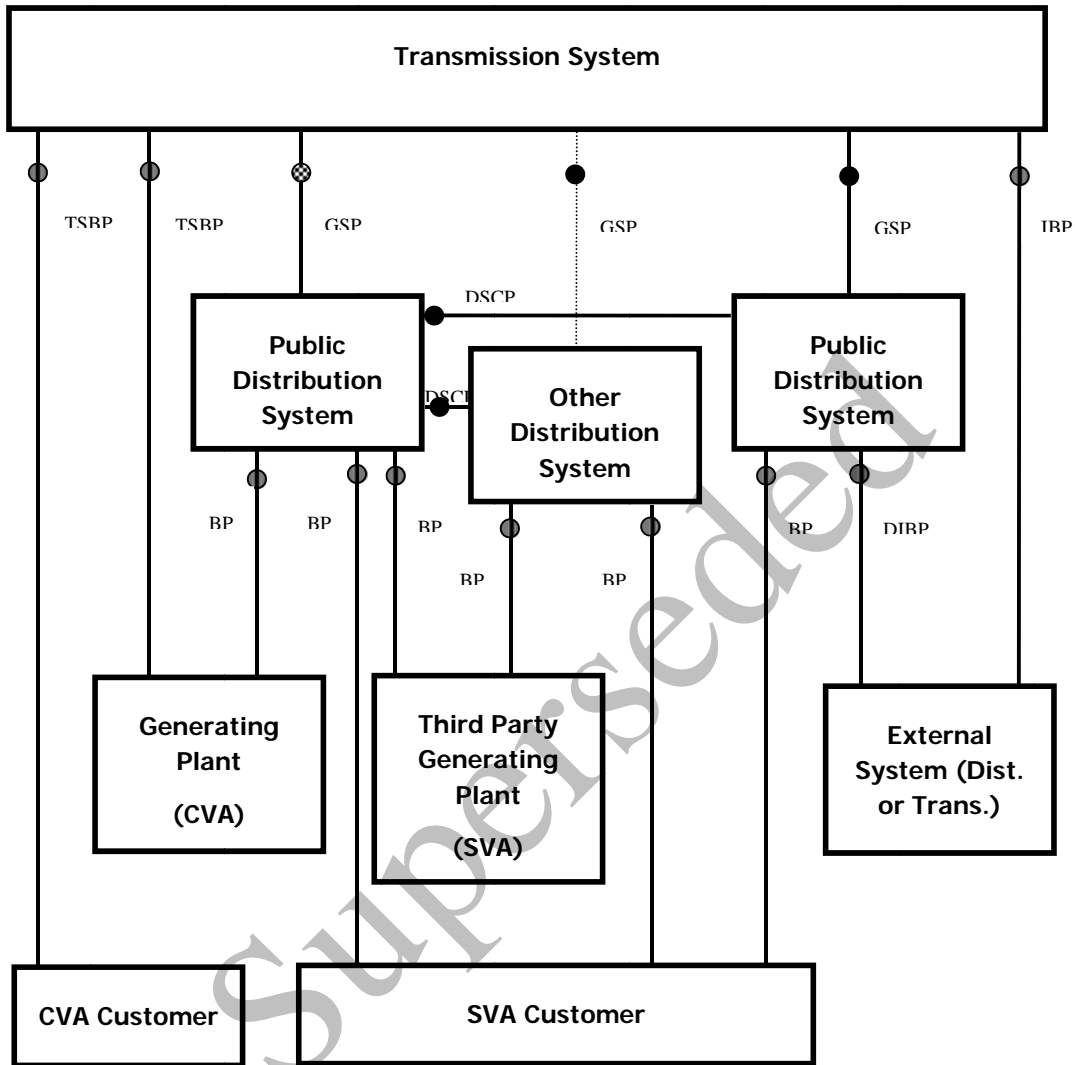 Transmission System
TSBP
TSBP
GSP
GSP
GSP
IBP
DSCP
Public
Distribution
System
Public
Distribution
System
DSCP
Other
Distribution
System
BP
BP
BP
BP
DIBP
BP
BP
Generating
Plant
(CVA)
Third Party
Generating
Plant
(SVA)
External
System (Dist.
or Trans.)
CVA Customer
SVA Customer
Superseded